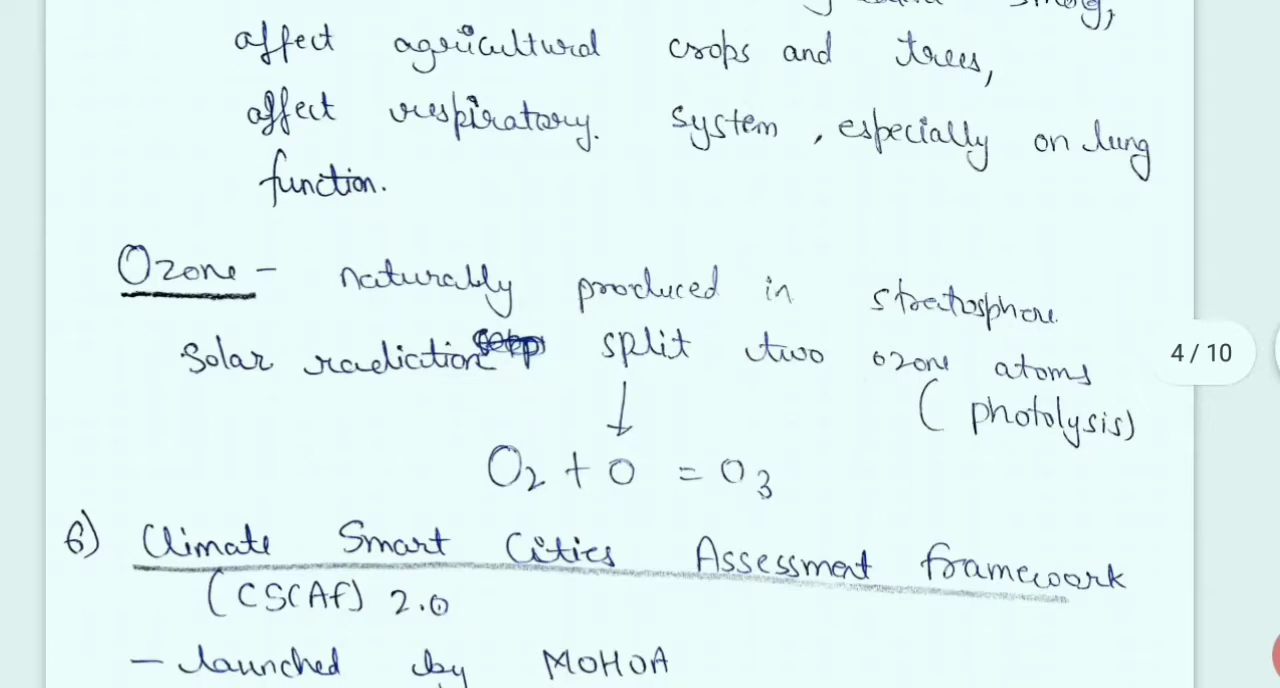 smog,
affect agricultural crops and trees,
affect respiratory. system, especially on lung
function.
Ozone - naturally produced in stratosphere.
Solar radiation split two ozone atoms
(photolysis)
↓
O₂ + O = O₃
4 / 10
6) Climate Smart Cities Assessment framework
(CSCAF) 2.0
- launched by MOHUA